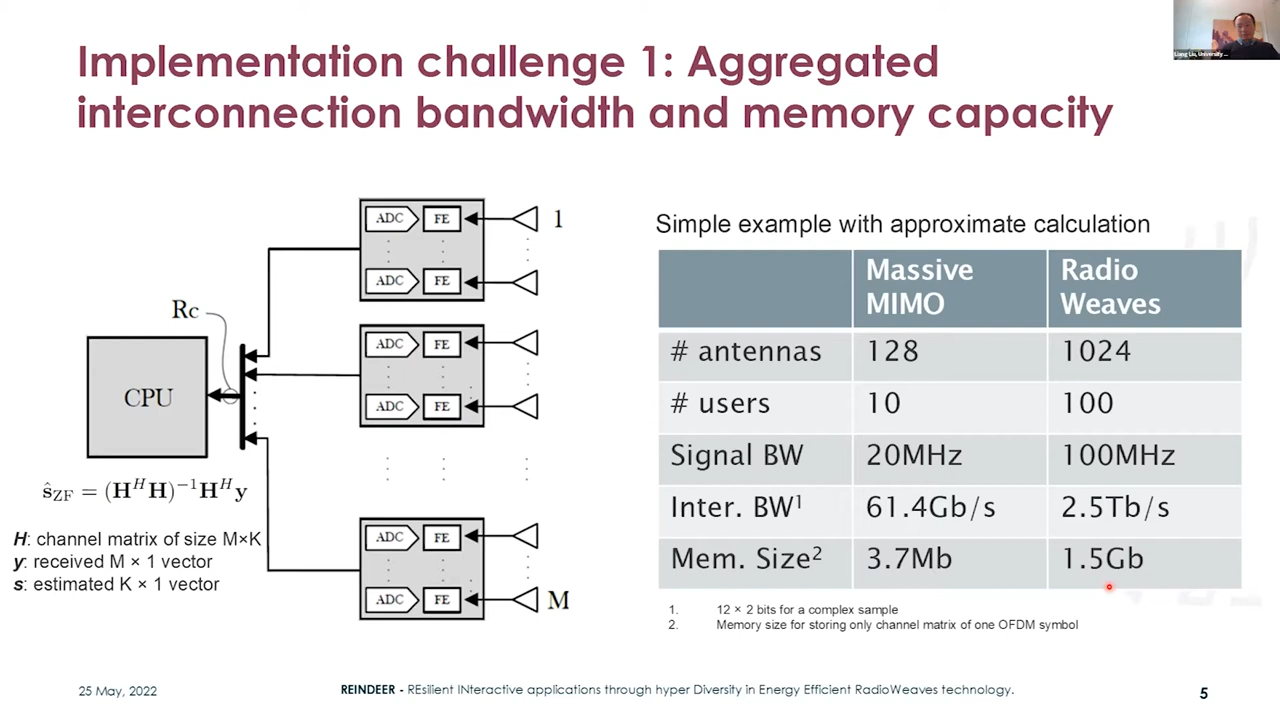 Implementation challenge 1: Aggregated
interconnection bandwidth and memory capacity
Liang Liu, University ...
ADC FE 1
ADC FE
ADC FE
ADC FE
ADC FE
ADC FE M
Rc
CPU
ŝ_ZF = (H^H H)^−1 H^H y
H: channel matrix of size M×K
y: received M × 1 vector
s: estimated K × 1 vector
Simple example with approximate calculation
Massive MIMO Radio Weaves
# antennas 128 1024
# users 10 100
Signal BW 20MHz 100MHz
Inter. BW¹ 61.4Gb/s 2.5Tb/s
Mem. Size² 3.7Mb 1.5Gb
1. 12 × 2 bits for a complex sample
2. Memory size for storing only channel matrix of one OFDM symbol
25 May, 2022
REINDEER - REsilient INteractive applications through hyper Diversity in Energy Efficient RadioWeaves technology.
5